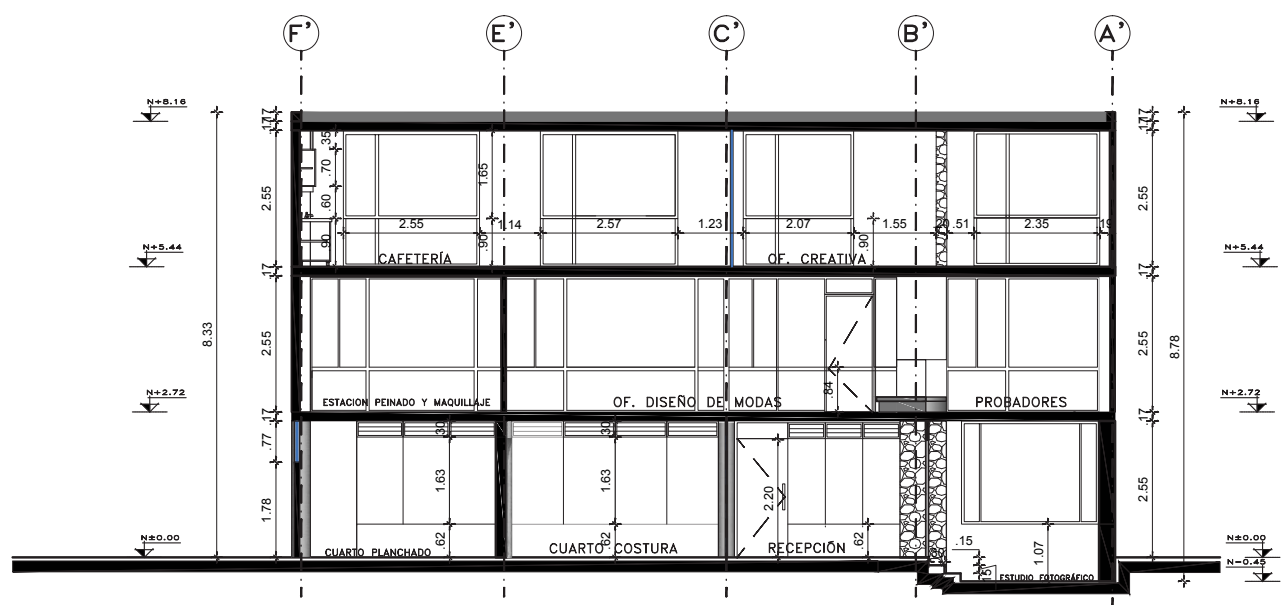 F' E' C' B' A'
N+8.16 N+8.16
.17 .17
.17 .17
.35
.70 1.65
2.55 .60 2.55
2.55 1.14 2.57 1.23 2.07 1.55 .20 .51 2.35 .19
.90 .90 .90
N+5.44 CAFETERÍA OF. CREATIVA N+5.44
.17 .17
8.33 2.55 2.55 8.78
.84
N+2.72 ESTACION PEINADO Y MAQUILLAJE OF. DISEÑO DE MODAS PROBADORES N+2.72
.17 .17
.30 .30
.77
1.63 1.63 2.20 2.55
1.78
.62 .62 .62 .15 1.07
N±0.00 CUARTO PLANCHADO CUARTO COSTURA RECEPCIÓN N±0.00
N-0.45
.15 ESTUDIO FOTOGRÁFICO